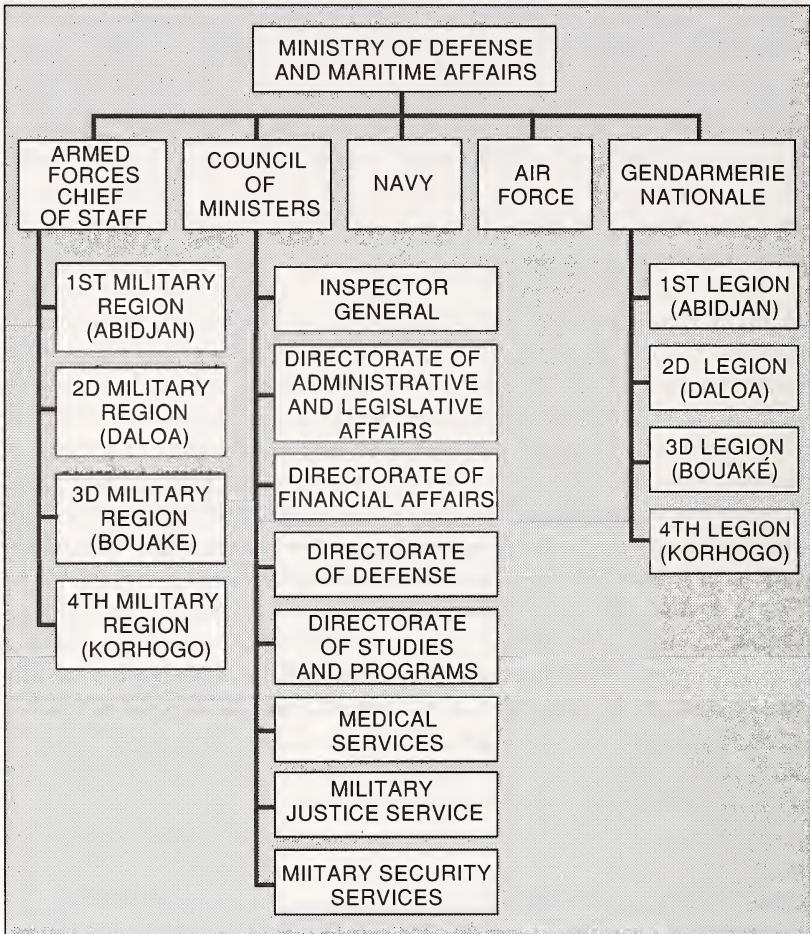 MINISTRY OF DEFENSE
AND MARITIME AFFAIRS
ARMED
FORCES
CHIEF
OF STAFF
COUNCIL
OF
MINISTERS
NAVY
AIR
FORCE
GENDARMERIE
NATIONALE
1ST MILITARY
REGION
(ABIDJAN)
2D MILITARY
REGION
(DALOA)
3D MILITARY
REGION
(BOUAKE)
4TH MILITARY
REGION
(KORHOGO)
INSPECTOR
GENERAL
DIRECTORATE OF
ADMINISTRATIVE
AND LEGISLATIVE
AFFAIRS
DIRECTORATE OF
FINANCIAL AFFAIRS
DIRECTORATE
OF DEFENSE
DIRECTORATE
OF STUDIES
AND PROGRAMS
MEDICAL
SERVICES
MILITARY
JUSTICE SERVICE
MIITARY SECURITY
SERVICES
1ST LEGION
(ABIDJAN)
2D LEGION
(DALOA)
3D LEGION
(BOUAKÉ)
4TH LEGION
(KORHOGO)